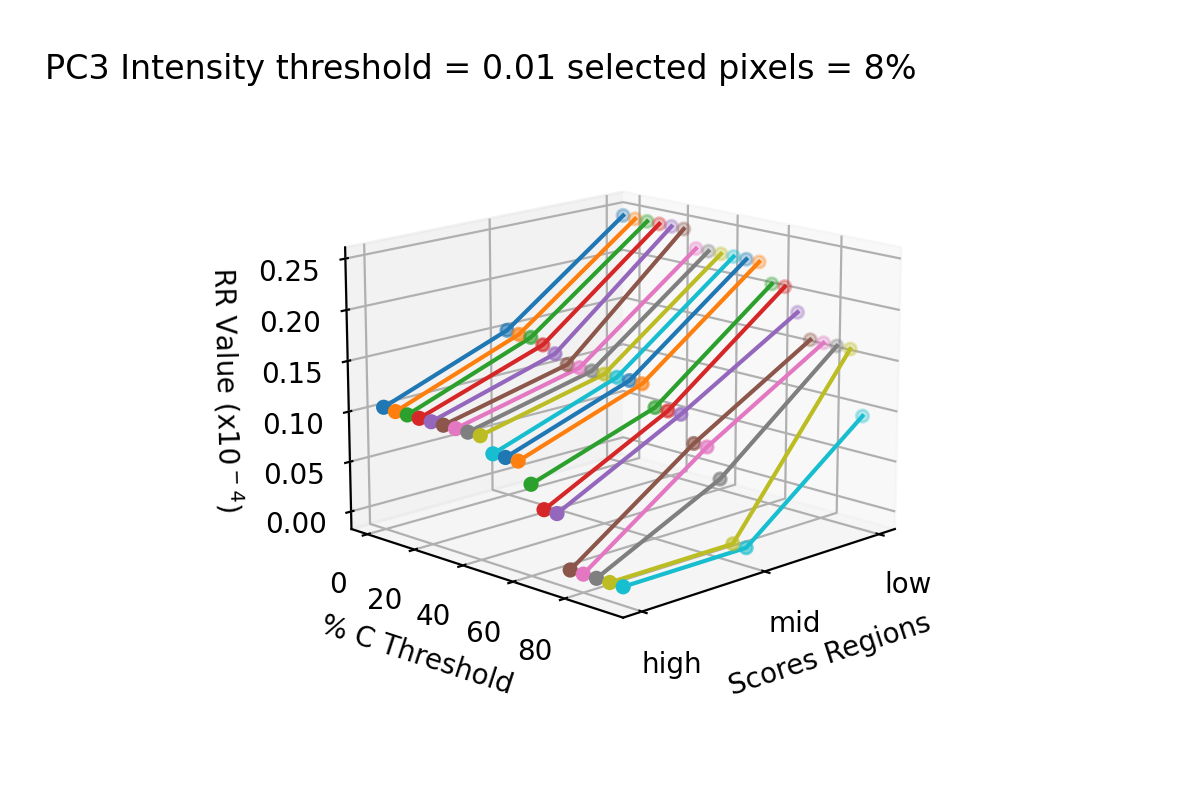 PC3 Intensity threshold = 0.01 selected pixels = 8%
RR Value (x10⁻⁴)
0.25
0.20
0.15
0.10
0.05
0.00
0
20
40
60
80
% C Threshold
low
mid
high
Scores Regions